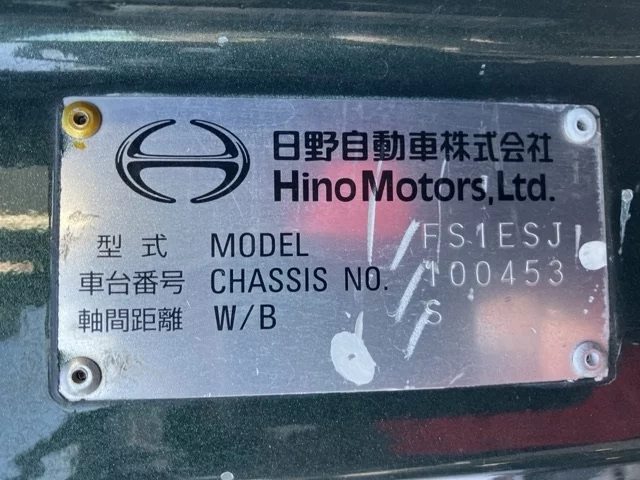 日野自動車株式会社
Hino Motors, Ltd.
型式 MODEL FS1ESJ
車台番号 CHASSIS NO. 100453
軸間距離 W/B S